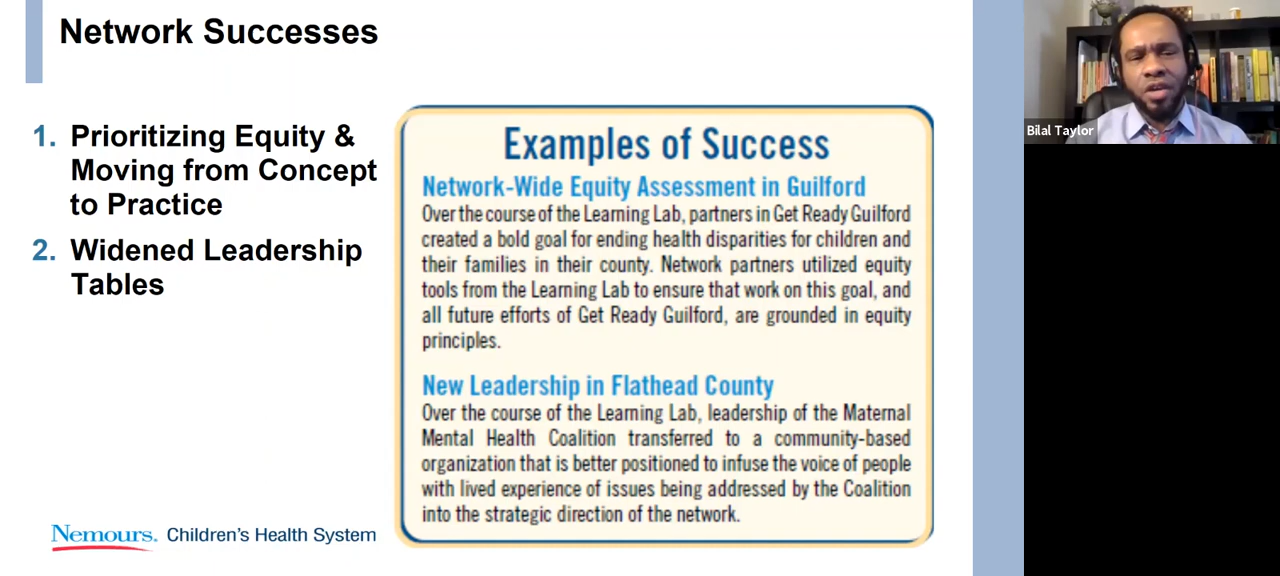 Network Successes
1. Prioritizing Equity &
Moving from Concept
to Practice
2. Widened Leadership
Tables
Examples of Success
Network-Wide Equity Assessment in Guilford
Over the course of the Learning Lab, partners in Get Ready Guilford
created a bold goal for ending health disparities for children and
their families in their county. Network partners utilized equity
tools from the Learning Lab to ensure that work on this goal, and
all future efforts of Get Ready Guilford, are grounded in equity
principles.
New Leadership in Flathead County
Over the course of the Learning Lab, leadership of the Maternal
Mental Health Coalition transferred to a community-based
organization that is better positioned to infuse the voice of people
with lived experience of issues being addressed by the Coalition
into the strategic direction of the network.
Nemours. Children's Health System
Bilal Taylor